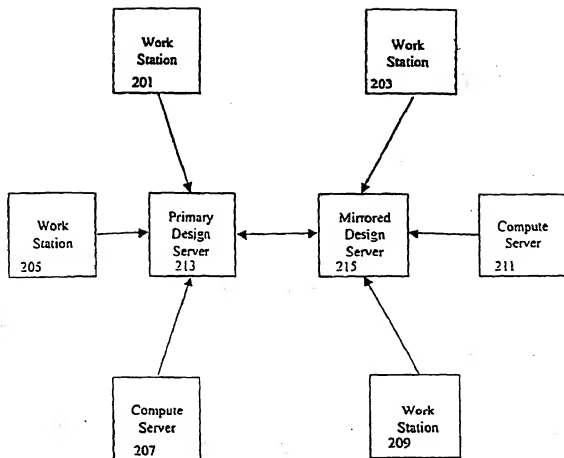 Work
Station
201
Work
Station
203
Work
Station
205
Primary
Design
Server
213
Mirrored
Design
Server
215
Compute
Server
211
Compute
Server
207
Work
Station
209